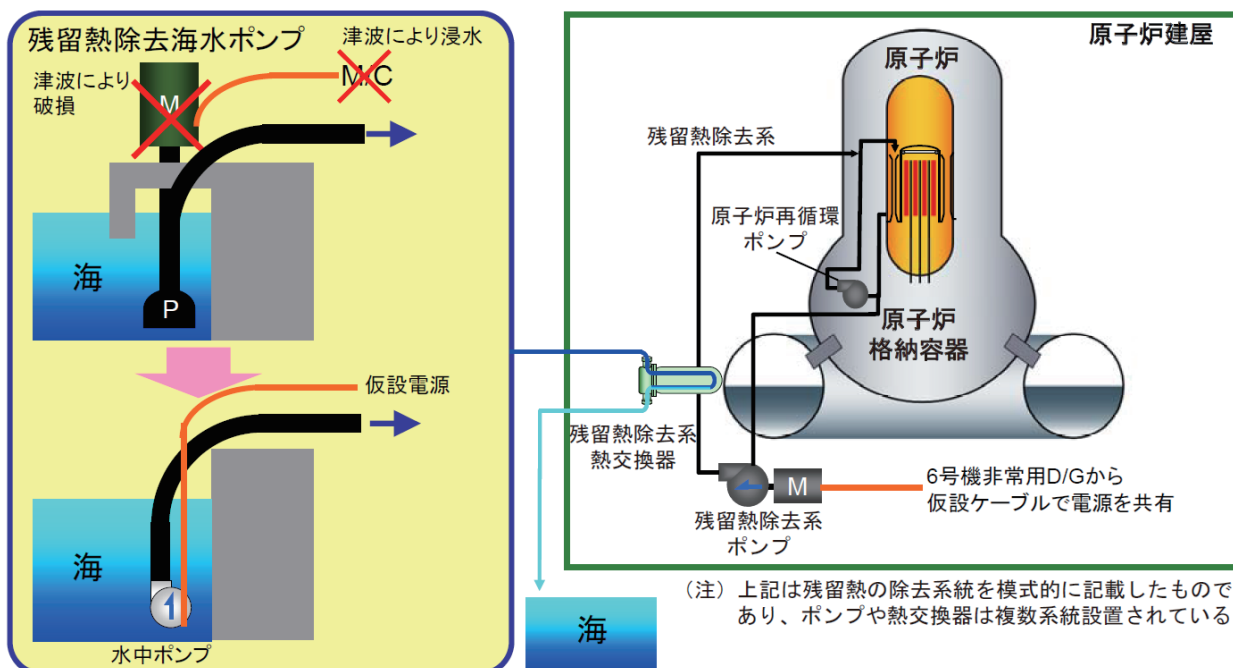 残留熱除去海水ポンプ
津波により浸水
津波により
破損
M
M/C
海
P
仮設電源
海
水中ポンプ
原子炉建屋
原子炉
残留熱除去系
原子炉再循環
ポンプ
原子炉
格納容器
残留熱除去系
熱交換器
M
6号機非常用D/Gから
仮設ケーブルで電源を共有
残留熱除去系
ポンプ
海
（注）上記は残留熱の除去系統を模式的に記載したもので
あり、ポンプや熱交換器は複数系統設置されている